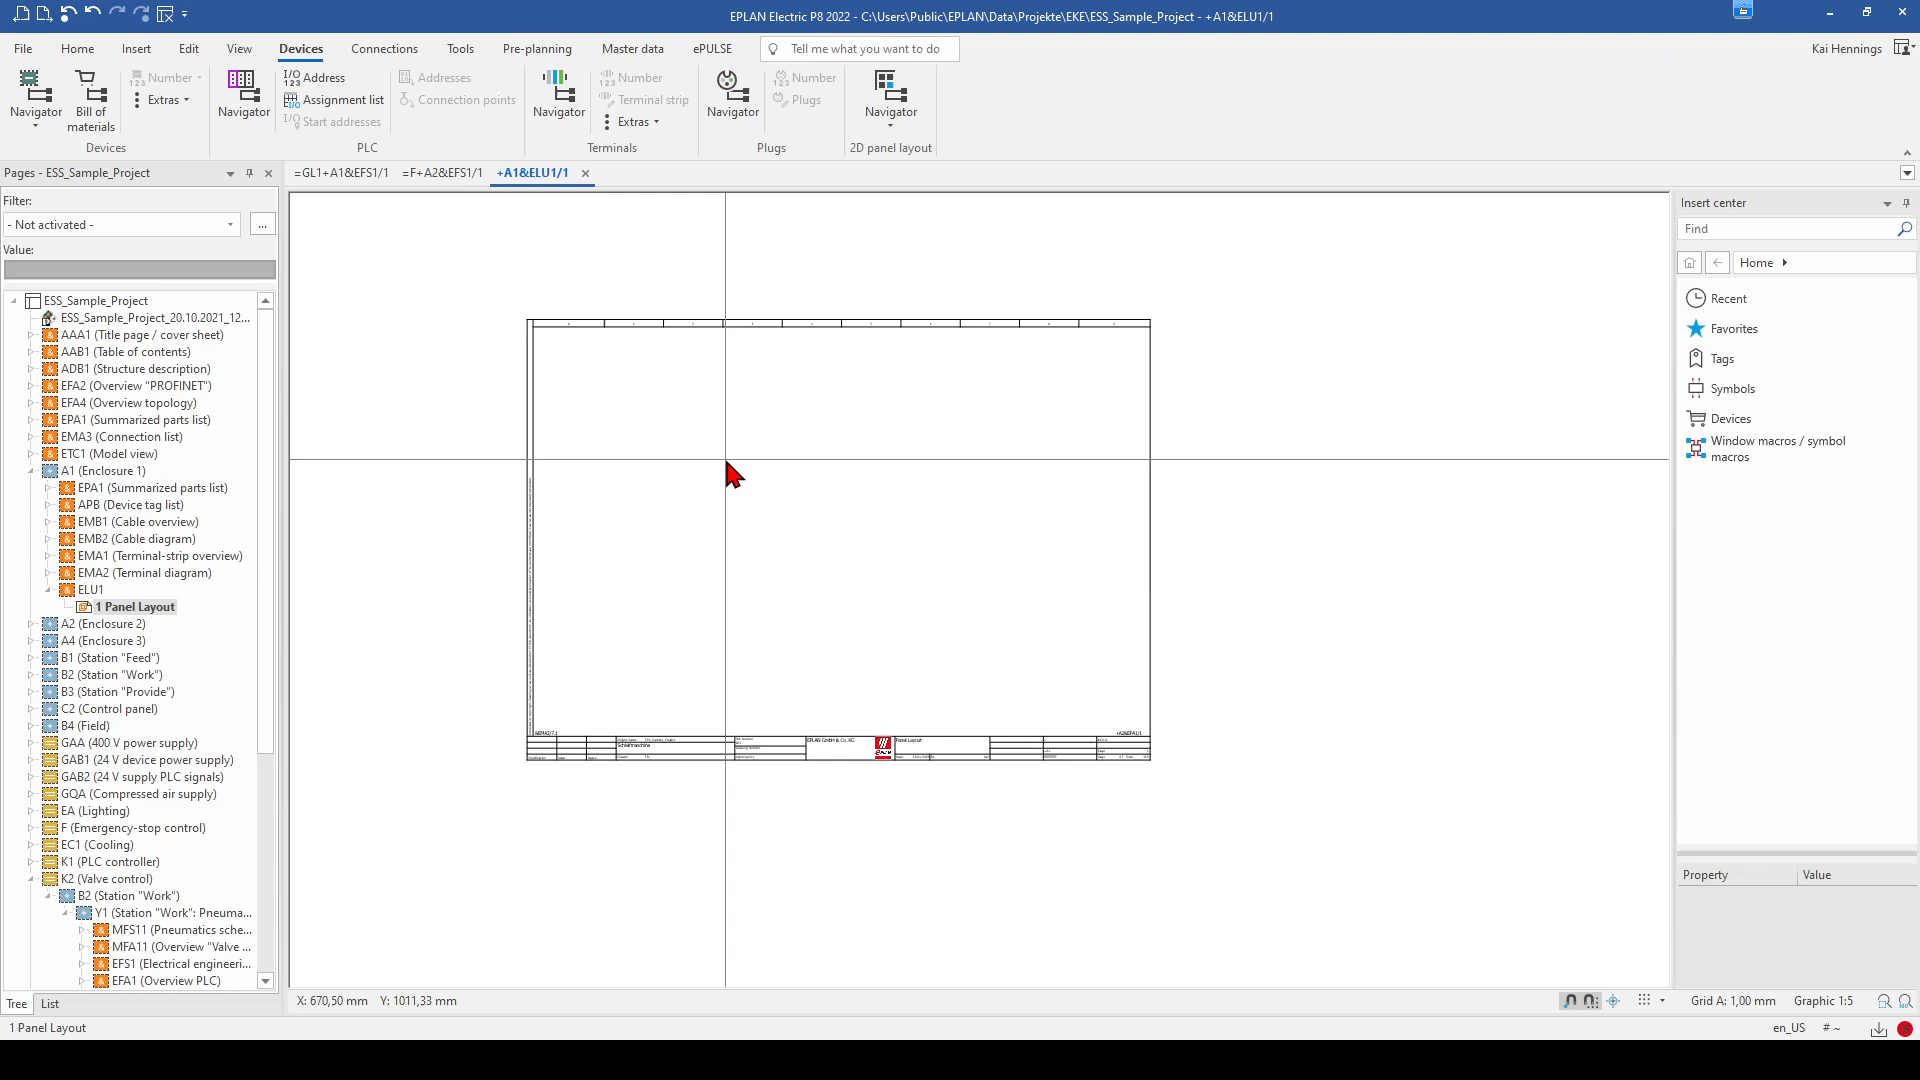 EPLAN Electric P8 2022 - C:\Users\Public\EPLAN\Data\Projekte\EKE\ESS_Sample_Project - +A1&ELU1/1
File Home Insert Edit View Devices Connections Tools Pre-planning Master data ePULSE Tell me what you want to do Kai Hennings
Navigator
Bill of materials
Number
Extras
Devices
Navigator
Address
Assignment list
Start addresses
Addresses
Connection points
PLC
Navigator
Number
Terminal strip
Extras
Terminals
Navigator
Number
Plugs
Plugs
Navigator
2D panel layout
Pages - ESS_Sample_Project
=GL1+A1&EFS1/1 =F+A2&EFS1/1 +A1&ELU1/1
Filter:
- Not activated -
...
Value:
ESS_Sample_Project
ESS_Sample_Project_20.10.2021_12...
AAA1 (Title page / cover sheet)
AAB1 (Table of contents)
ADB1 (Structure description)
EFA2 (Overview "PROFINET")
EFA4 (Overview topology)
EPA1 (Summarized parts list)
EMA3 (Connection list)
ETC1 (Model view)
A1 (Enclosure 1)
EPA1 (Summarized parts list)
APB (Device tag list)
EMB1 (Cable overview)
EMB2 (Cable diagram)
EMA1 (Terminal-strip overview)
EMA2 (Terminal diagram)
ELU1
1 Panel Layout
A2 (Enclosure 2)
A4 (Enclosure 3)
B1 (Station "Feed")
B2 (Station "Work")
B3 (Station "Provide")
C2 (Control panel)
B4 (Field)
GAA (400 V power supply)
GAB1 (24 V device power supply)
GAB2 (24 V supply PLC signals)
GQA (Compressed air supply)
EA (Lighting)
F (Emergency-stop control)
EC1 (Cooling)
K1 (PLC controller)
K2 (Valve control)
B2 (Station "Work")
Y1 (Station "Work": Pneuma...
MFS11 (Pneumatics sche...
MFA11 (Overview "Valve ...
EFS1 (Electrical engineeri...
EFA1 (Overview PLC)
Tree List
EPLAN GmbH & Co. KG
Panel Layout
Insert center
Find
Home
Recent
Favorites
Tags
Symbols
Devices
Window macros / symbol
macros
Property Value
X: 670,50 mm Y: 1011,33 mm
Grid A: 1,00 mm Graphic 1:5
1 Panel Layout
en_US # ~